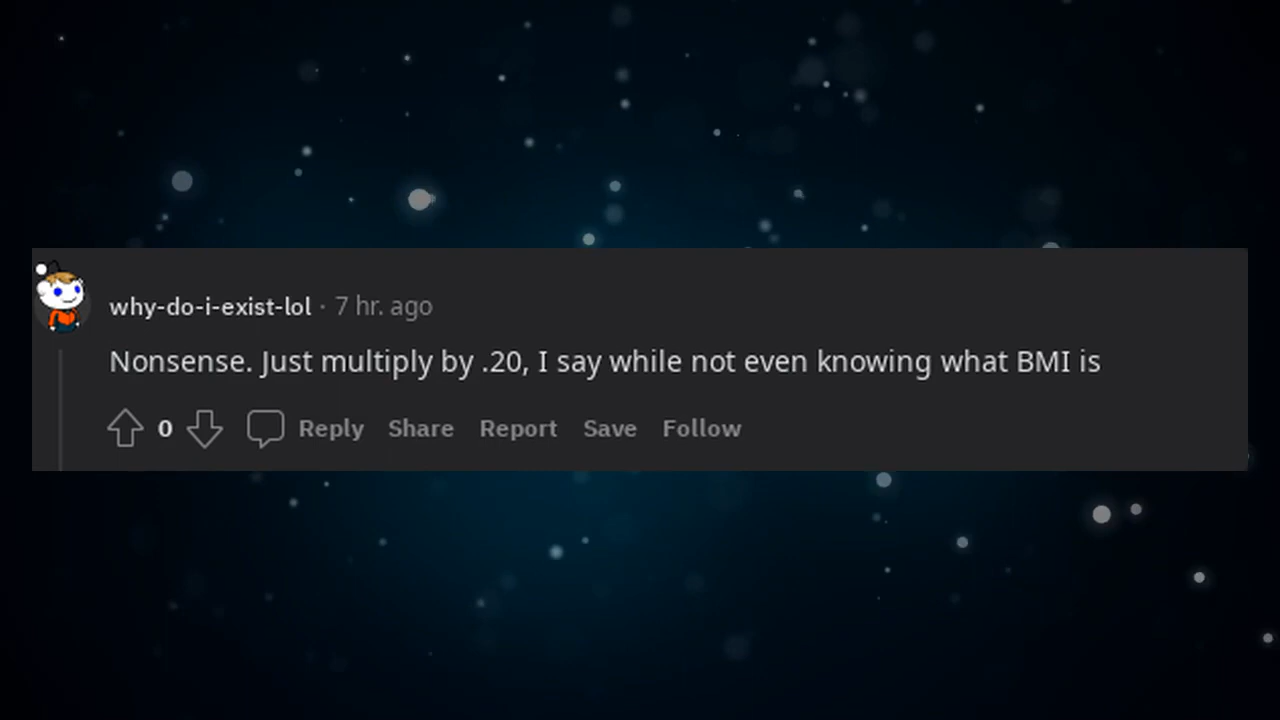 why-do-i-exist-lol · 7 hr. ago
Nonsense. Just multiply by .20, I say while not even knowing what BMI is
0 Reply Share Report Save Follow